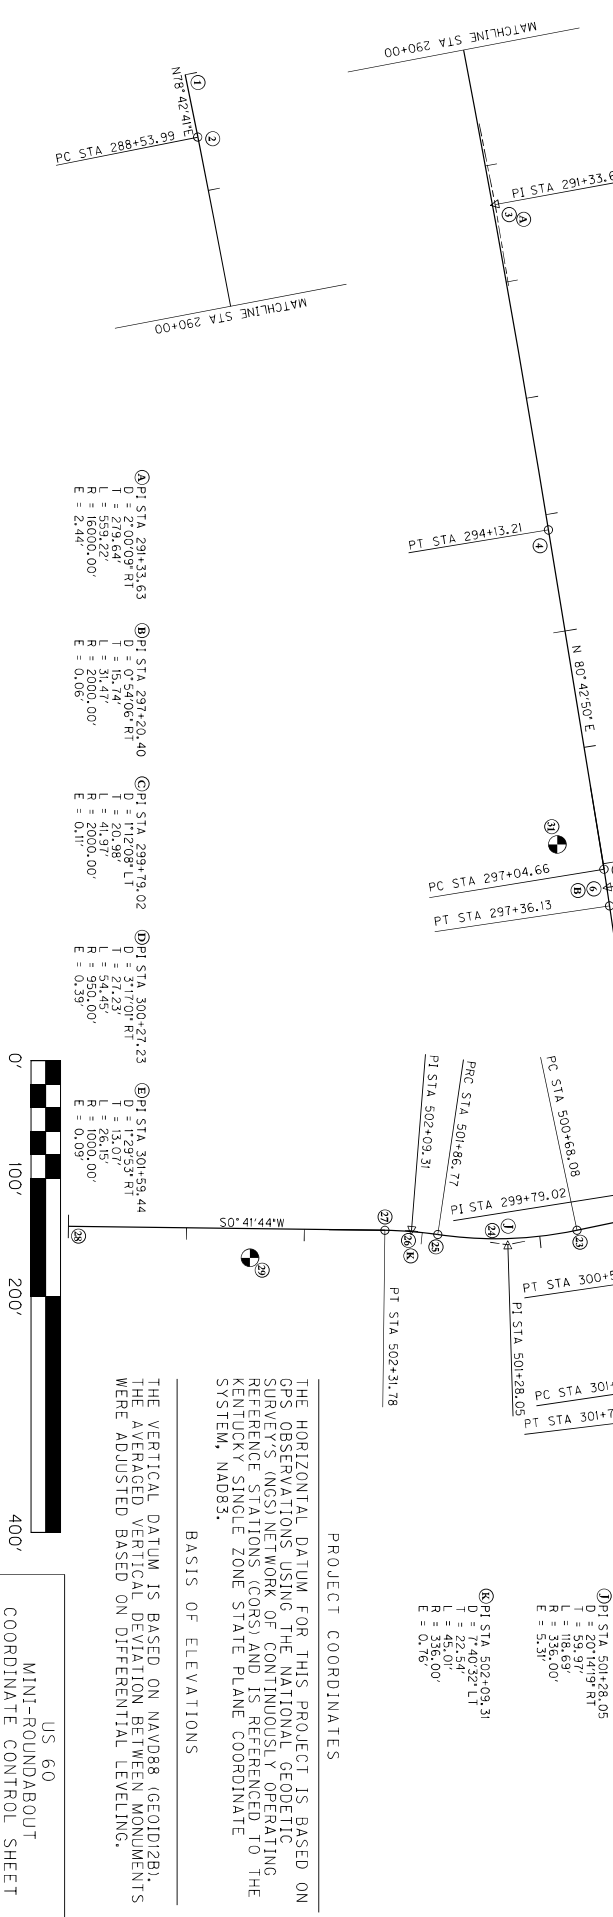 MATCHLINE STA 290+00
N78°42'41"E
1
2
PC STA 288+53.99
MATCHLINE STA 290+00
PI STA 291+33.6
3
A
PT STA 294+13.21
4
N 80°42'50" E
31
PC STA 297+04.66
6
B
PT STA 297+36.13
A PI STA 291+33.63
D = 2°00'09" RT
T = 279.64'
L = 559.22'
R = 16000.00'
E = 2.44'
B PI STA 297+20.40
D = 0°54'06" RT
T = 15.74'
L = 31.47'
R = 2000.00'
E = 0.06'
C PI STA 299+79.02
D = 1°12'08" LT
T = 20.98'
L = 41.97'
R = 2000.00'
E = 0.11'
D PI STA 300+27.23
D = 3°17'01" RT
T = 27.23'
L = 54.45'
R = 950.00'
E = 0.39'
E PI STA 301+59.44
D = 1°29'53" RT
T = 13.07'
L = 26.15'
R = 1000.00'
E = 0.09'
PC STA 500+68.08
PRC STA 501+86.77
PI STA 502+09.31
PI STA 299+79.02
23
J
24
25
26 K
27
S0°41'44"W
28
29
PT STA 300+5
PI STA 501+28.05
PT STA 502+31.78
PC STA 301+
PT STA 301+7
J PI STA 501+28.05
D = 20°14'19" RT
T = 59.97'
L = 118.69'
R = 336.00'
E = 5.31'
K PI STA 502+09.31
D = 7°40'32" LT
T = 22.54'
L = 45.01'
R = 336.00'
E = 0.76'
PROJECT COORDINATES
THE HORIZONTAL DATUM FOR THIS PROJECT IS BASED ON
GPS OBSERVATIONS USING THE NATIONAL GEODETIC
SURVEY'S (NGS) NETWORK OF CONTINUOUSLY OPERATING
REFERENCE STATIONS (CORS) AND IS REFERENCED TO THE
KENTUCKY SINGLE ZONE STATE PLANE COORDINATE
SYSTEM, NAD83.
BASIS OF ELEVATIONS
THE VERTICAL DATUM IS BASED ON NAVD88 (GEOID12B).
THE AVERAGED VERTICAL DEVIATION BETWEEN MONUMENTS
WERE ADJUSTED BASED ON DIFFERENTIAL LEVELING.
0' 100' 200' 400'
US 60
MINI-ROUNDABOUT
COORDINATE CONTROL SHEET